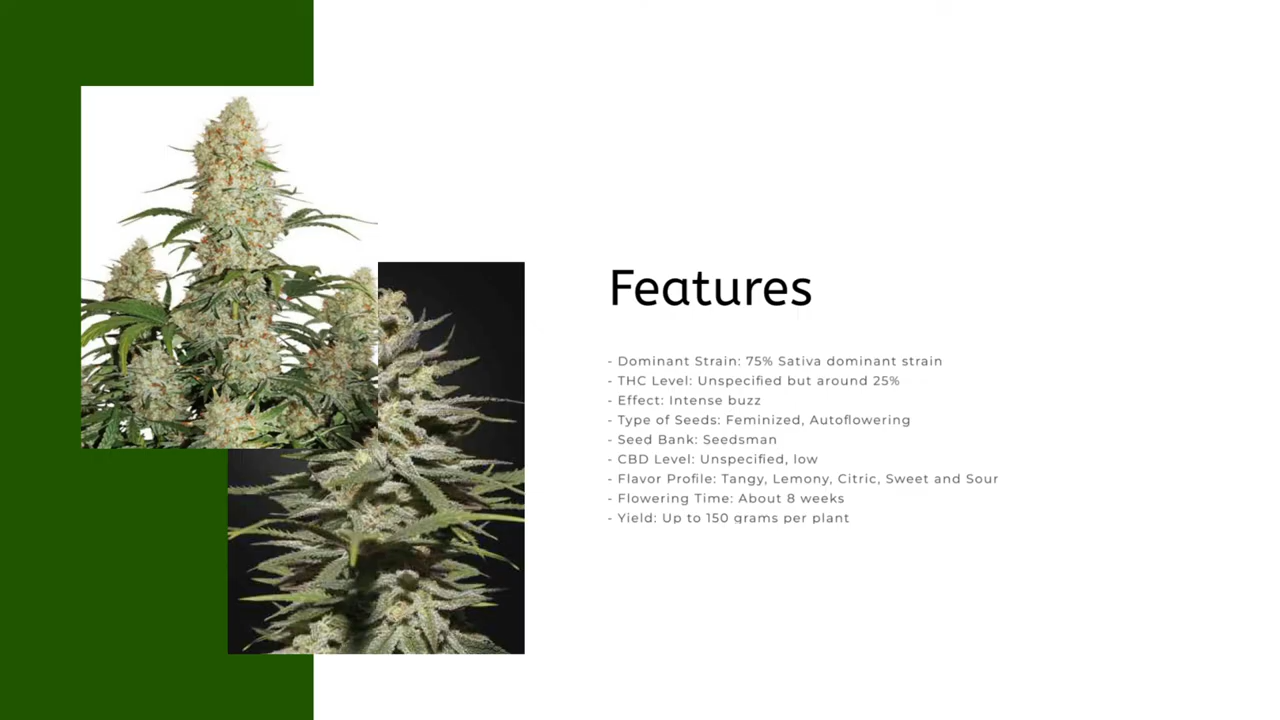 Features
- Dominant Strain: 75% Sativa dominant strain
- THC Level: Unspecified but around 25%
- Effect: Intense buzz
- Type of Seeds: Feminized, Autoflowering
- Seed Bank: Seedsman
- CBD Level: Unspecified, low
- Flavor Profile: Tangy, Lemony, Citric, Sweet and Sour
- Flowering Time: About 8 weeks
- Yield: Up to 150 grams per plant